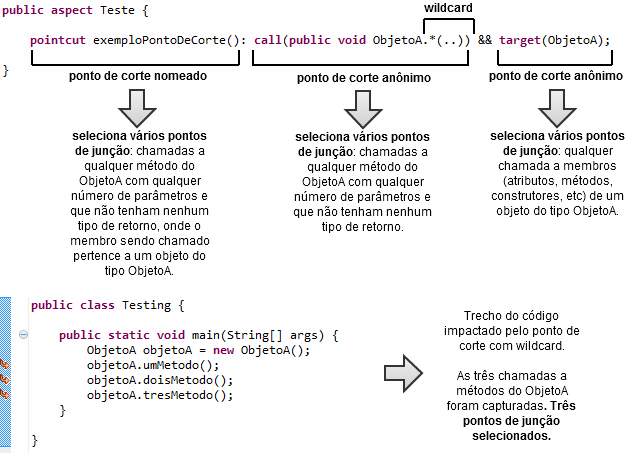 public aspect Teste {
wildcard
pointcut exemploPontoDeCorte(): call(public void ObjetoA.*(..)) && target(ObjetoA);
}
ponto de corte nomeado
ponto de corte anônimo
ponto de corte anônimo
seleciona vários pontos
de junção: chamadas a
qualquer método do
ObjetoA com qualquer
número de parâmetros e
que não tenham nenhum
tipo de retorno, onde o
membro sendo chamado
pertence a um objeto do
tipo ObjetoA.
seleciona vários pontos
de junção: chamadas a
qualquer método do
ObjetoA com qualquer
número de parâmetros e
que não tenham nenhum
tipo de retorno.
seleciona vários pontos
de junção: qualquer
chamada a membros
(atributos, métodos,
construtores, etc) de um
objeto do tipo ObjetoA.
public class Testing {
public static void main(String[] args) {
ObjetoA objetoA = new ObjetoA();
objetoA.umMetodo();
objetoA.doisMetodo();
objetoA.tresMetodo();
}
}
Trecho do código
impactado pelo ponto de
corte com wildcard.
As três chamadas a
métodos do ObjetoA
foram capturadas. Três
pontos de junção
selecionados.